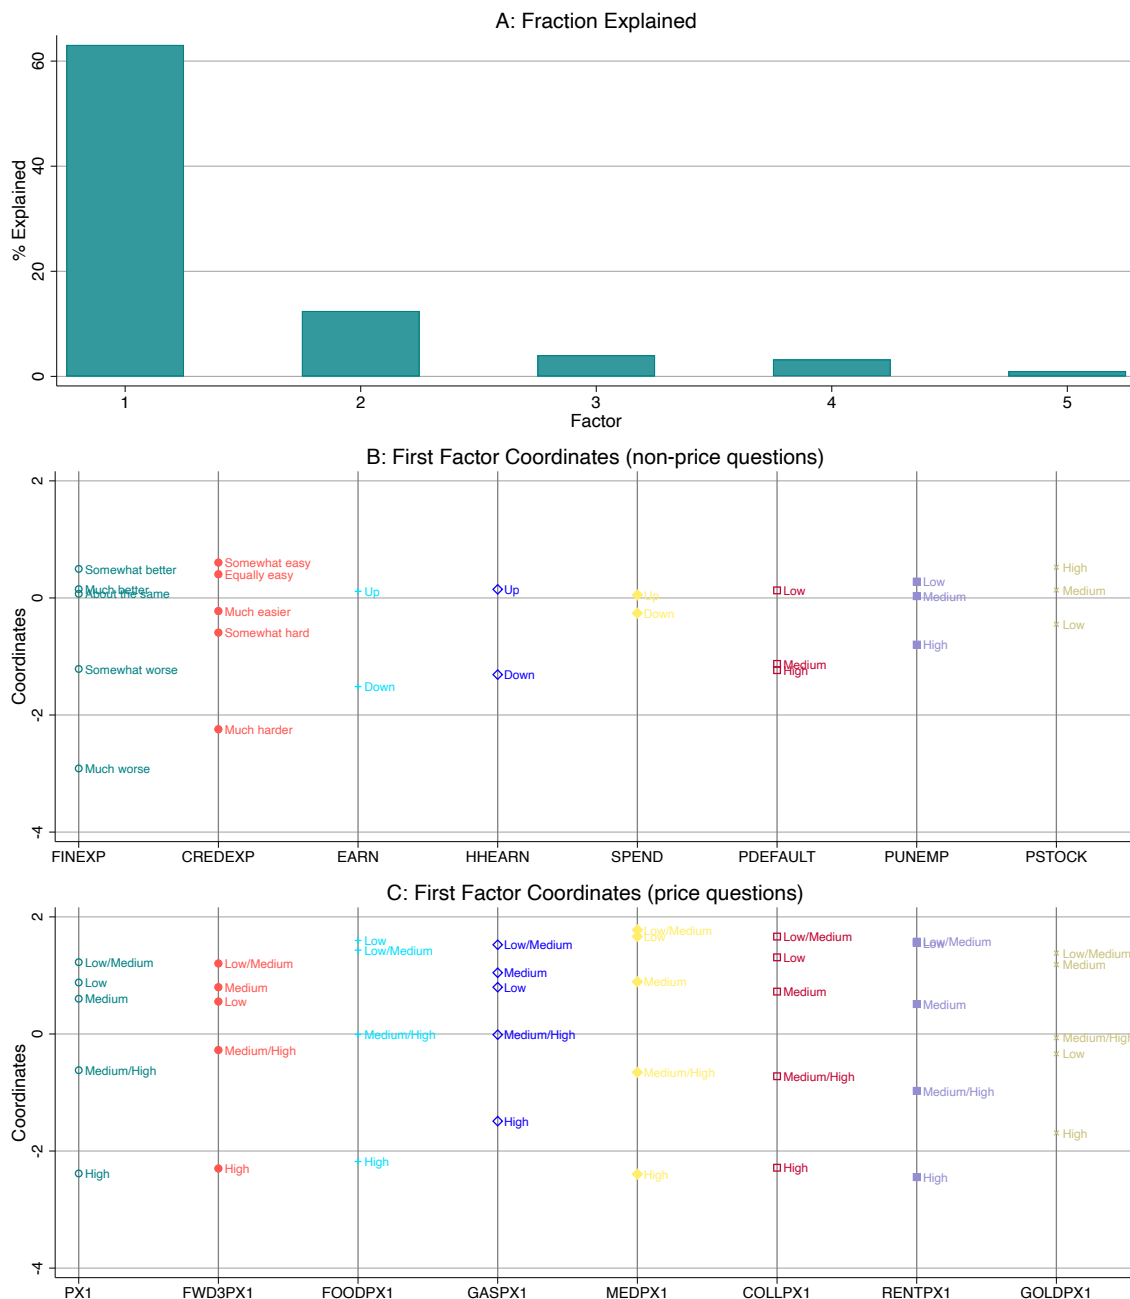 A: Fraction Explained
60
40
20
0
% Explained
1 2 3 4 5
Factor
B: First Factor Coordinates (non-price questions)
2
0
-2
-4
Coordinates
Somewhat better
Much better
About the same
Somewhat worse
Much worse
Somewhat easy
Equally easy
Much easier
Somewhat hard
Much harder
Up
Down
Up
Down
Up
Down
Low
Medium
High
Low
Medium
High
High
Medium
Low
FINEXP CREDEXP EARN HHEARN SPEND PDEFAULT PUNEMP PSTOCK
C: First Factor Coordinates (price questions)
2
0
-2
-4
Coordinates
Low/Medium
Low
Medium
Medium/High
High
Low/Medium
Medium
Low
Medium/High
High
Low
Low/Medium
Medium/High
High
Low/Medium
Medium
Low
Medium/High
High
Low/Medium
Low
Medium
Medium/High
High
Low/Medium
Low
Medium
Medium/High
High
Low/Medium
Low
Medium
Medium/High
High
Low/Medium
Medium
Medium/High
Low
High
PX1 FWD3PX1 FOODPX1 GASPX1 MEDPX1 COLLPX1 RENTPX1 GOLDPX1